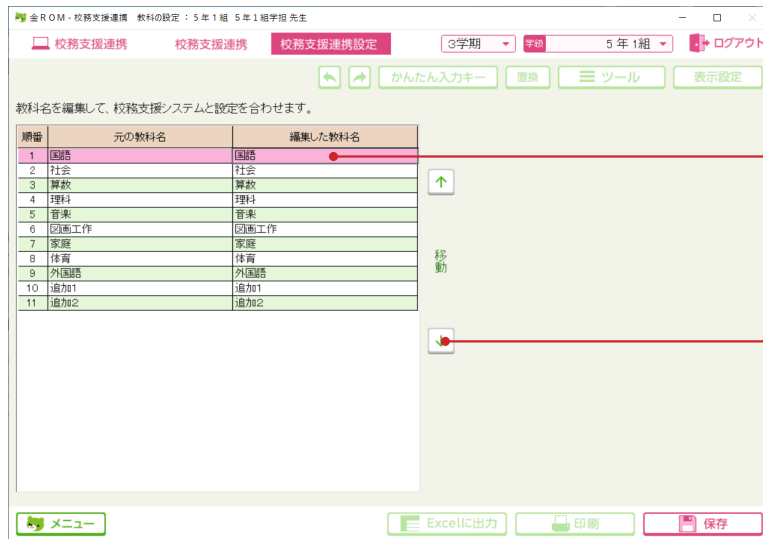 金ROM - 校務支援連携　教科の設定 ： 5年1組 5年1組学担 先生
校務支援連携 校務支援連携 校務支援連携設定 3学期 学級 5年1組 ログアウト
かんたん入力キー 置換 ツール 表示設定
教科名を編集して、校務支援システムと設定を合わせます。
順番 元の教科名 編集した教科名
1 国語 国語
2 社会 社会
3 算数 算数
4 理科 理科
5 音楽 音楽
6 図画工作 図画工作
7 家庭 家庭
8 体育 体育
9 外国語 外国語
10 追加1 追加1
11 追加2 追加2
移動
メニュー Excelに出力 印刷 保存